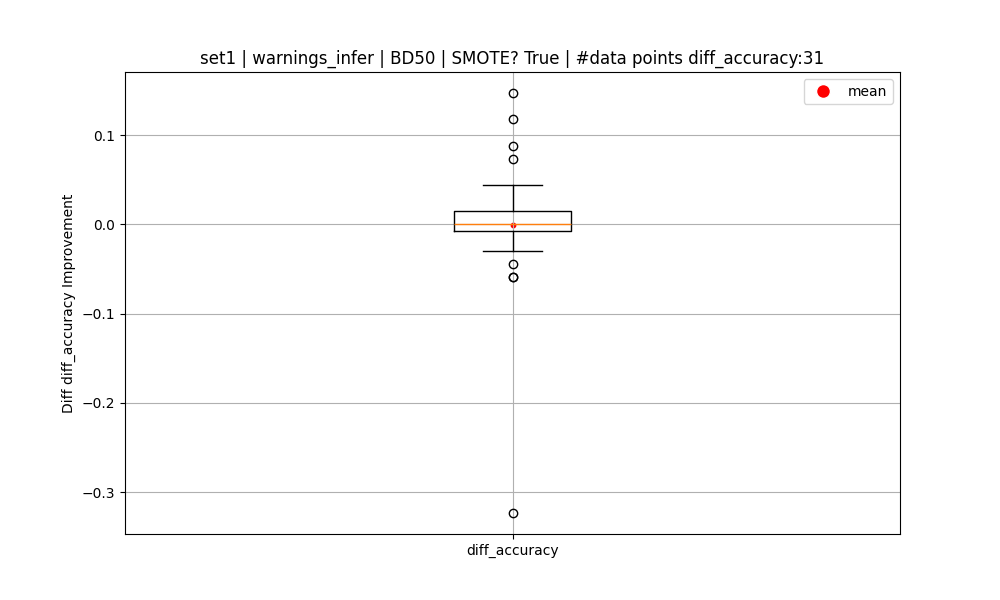 set1 | warnings_infer | BD50 | SMOTE? True | #data points diff_accuracy:31
mean
0.1
0.0
−0.1
−0.2
−0.3
Diff diff_accuracy Improvement
diff_accuracy